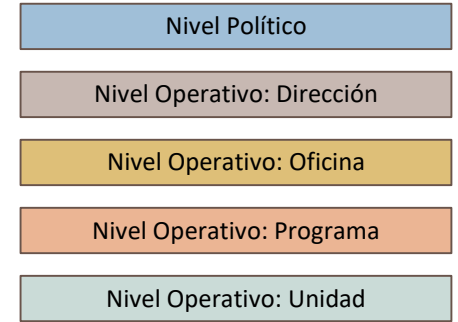 Nivel Político
Nivel Operativo: Dirección
Nivel Operativo: Oficina
Nivel Operativo: Programa
Nivel Operativo: Unidad